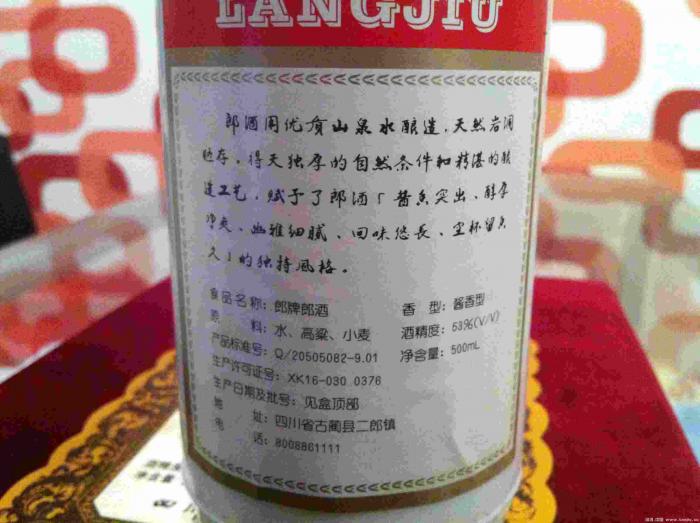 LANGJIU
郎酒用优质山泉水酿造,天然岩洞
贮存,得天独厚的自然条件和精湛的酿
造工艺,赋予了郎酒「酱香突出、醇厚
净爽、幽雅细腻、回味悠長、空杯留香
久」的独特风格。
食品名称:郎牌郎酒 香 型:酱香型
原 料:水、高粱、小麦 酒精度:53%(V/V)
产品标准号:Q/20505082-9.01 净含量:500mL
生产许可证号:XK16-030 0376
生产日期及批号:见盒顶部
地 址:四川省古蔺县二郎镇
电 话:8008861111